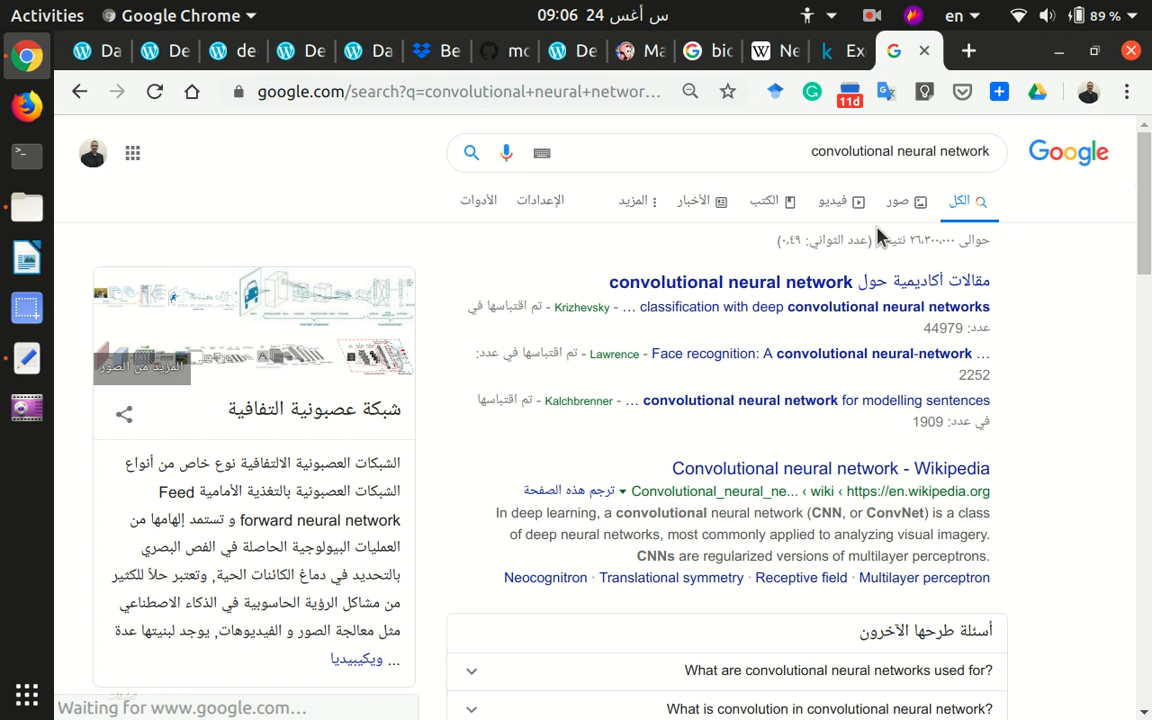 Activities
Google Chrome
09:06 24 س أغس
en
89 %
Da
De
de
De
Da
Be
mc
De
Ma
bic
Ne
Exe
google.com/search?q=convolutional+neural+networ...
11d
convolutional neural network
Google
الكل
صور
فيديو
الكتب
الأخبار
المزيد
الإعدادات
الأدوات
حوالى ٢٦,٣٠٠,٠٠٠ (عدد الثواني: ٠,٤٩)
مقالات أكاديمية حول convolutional neural network
… classification with deep convolutional neural networks - Krizhevsky - تم اقتباسها في
عدد: 44979
Face recognition: A convolutional neural-network … - Lawrence - تم اقتباسها في عدد:
2252
… convolutional neural network for modelling sentences - Kalchbrenner - تم اقتباسها
في عدد: 1909
Convolutional neural network - Wikipedia
https://en.wikipedia.org › wiki › Convolutional_neural_ne... ترجم هذه الصفحة
In deep learning, a convolutional neural network (CNN, or ConvNet) is a class
of deep neural networks, most commonly applied to analyzing visual imagery.
CNNs are regularized versions of multilayer perceptrons.
Neocognitron · Translational symmetry · Receptive field · Multilayer perceptron
أسئلة طرحها الآخرون
What are convolutional neural networks used for?
What is convolution in convolutional neural network?
المزيد من الصور
شبكة عصبونية التفافية
الشبكات العصبونية الالتفافية نوع خاص من أنواع
الشبكات العصبونية بالتغذية الأمامية Feed
forward neural network و تستمد إلهامها من
العمليات البيولوجية الحاصلة في الفص البصري
بالتحديد في دماغ الكائنات الحية, وتعتبر حلاً للكثير
من مشاكل الرؤية الحاسوبية في الذكاء الاصطناعي
مثل معالجة الصور و الفيديوهات, يوجد لبنيتها عدة
... ويكيبيديا
Waiting for www.google.com...